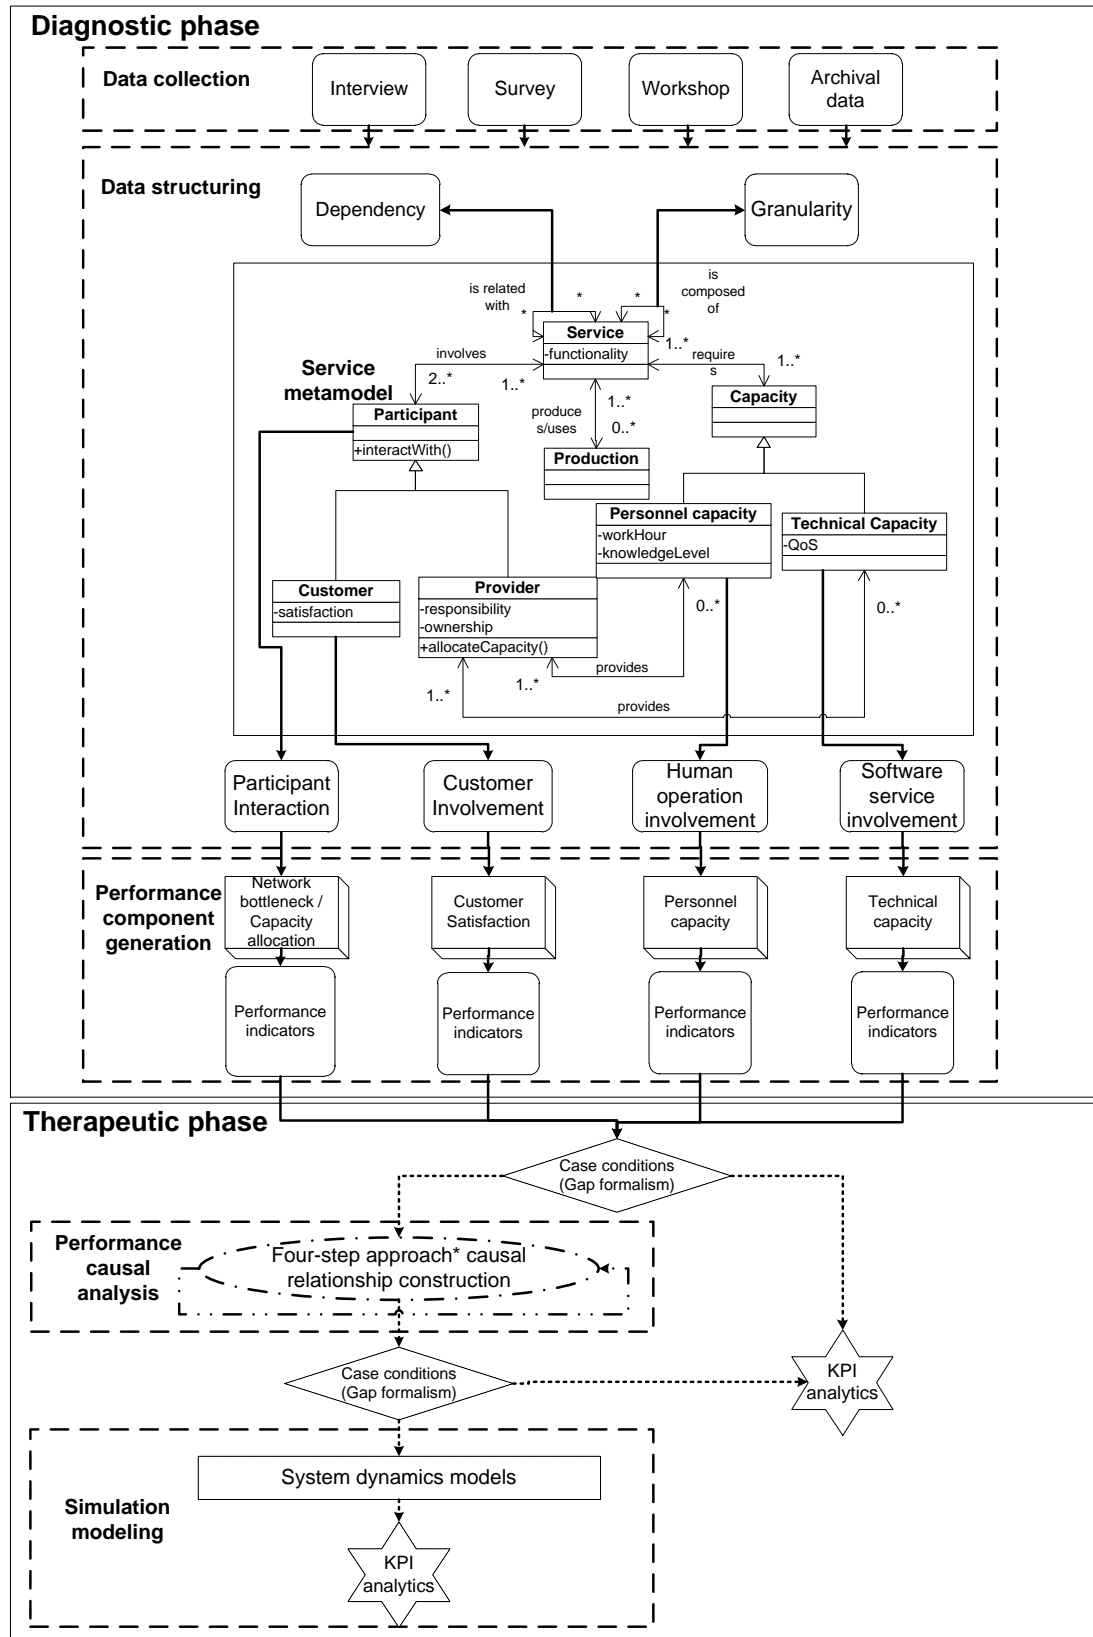 Diagnostic phase
Data collection
Interview
Survey
Workshop
Archival
data
Data structuring
Dependency
Granularity
is related
with
*
*
is
composed
of
*
*
Service
-functionality
involves
2..*
1..*
1..*
require
s
1..*
Service
metamodel
Participant
+interactWith()
produce
s/uses
1..*
0..*
Capacity
Production
Personnel capacity
-workHour
-knowledgeLevel
Technical Capacity
-QoS
Customer
-satisfaction
Provider
-responsibility
-ownership
+allocateCapacity()
0..*
0..*
provides
1..*
1..*
provides
Participant
Interaction
Customer
Involvement
Human
operation
involvement
Software
service
involvement
Performance
component
generation
Network
bottleneck /
Capacity
allocation
Customer
Satisfaction
Personnel
capacity
Technical
capacity
Performance
indicators
Performance
indicators
Performance
indicators
Performance
indicators
Therapeutic phase
Case conditions
(Gap formalism)
Performance
causal
analysis
Four-step approach* causal
relationship construction
Case conditions
(Gap formalism)
KPI
analytics
System dynamics models
Simulation
modeling
KPI
analytics